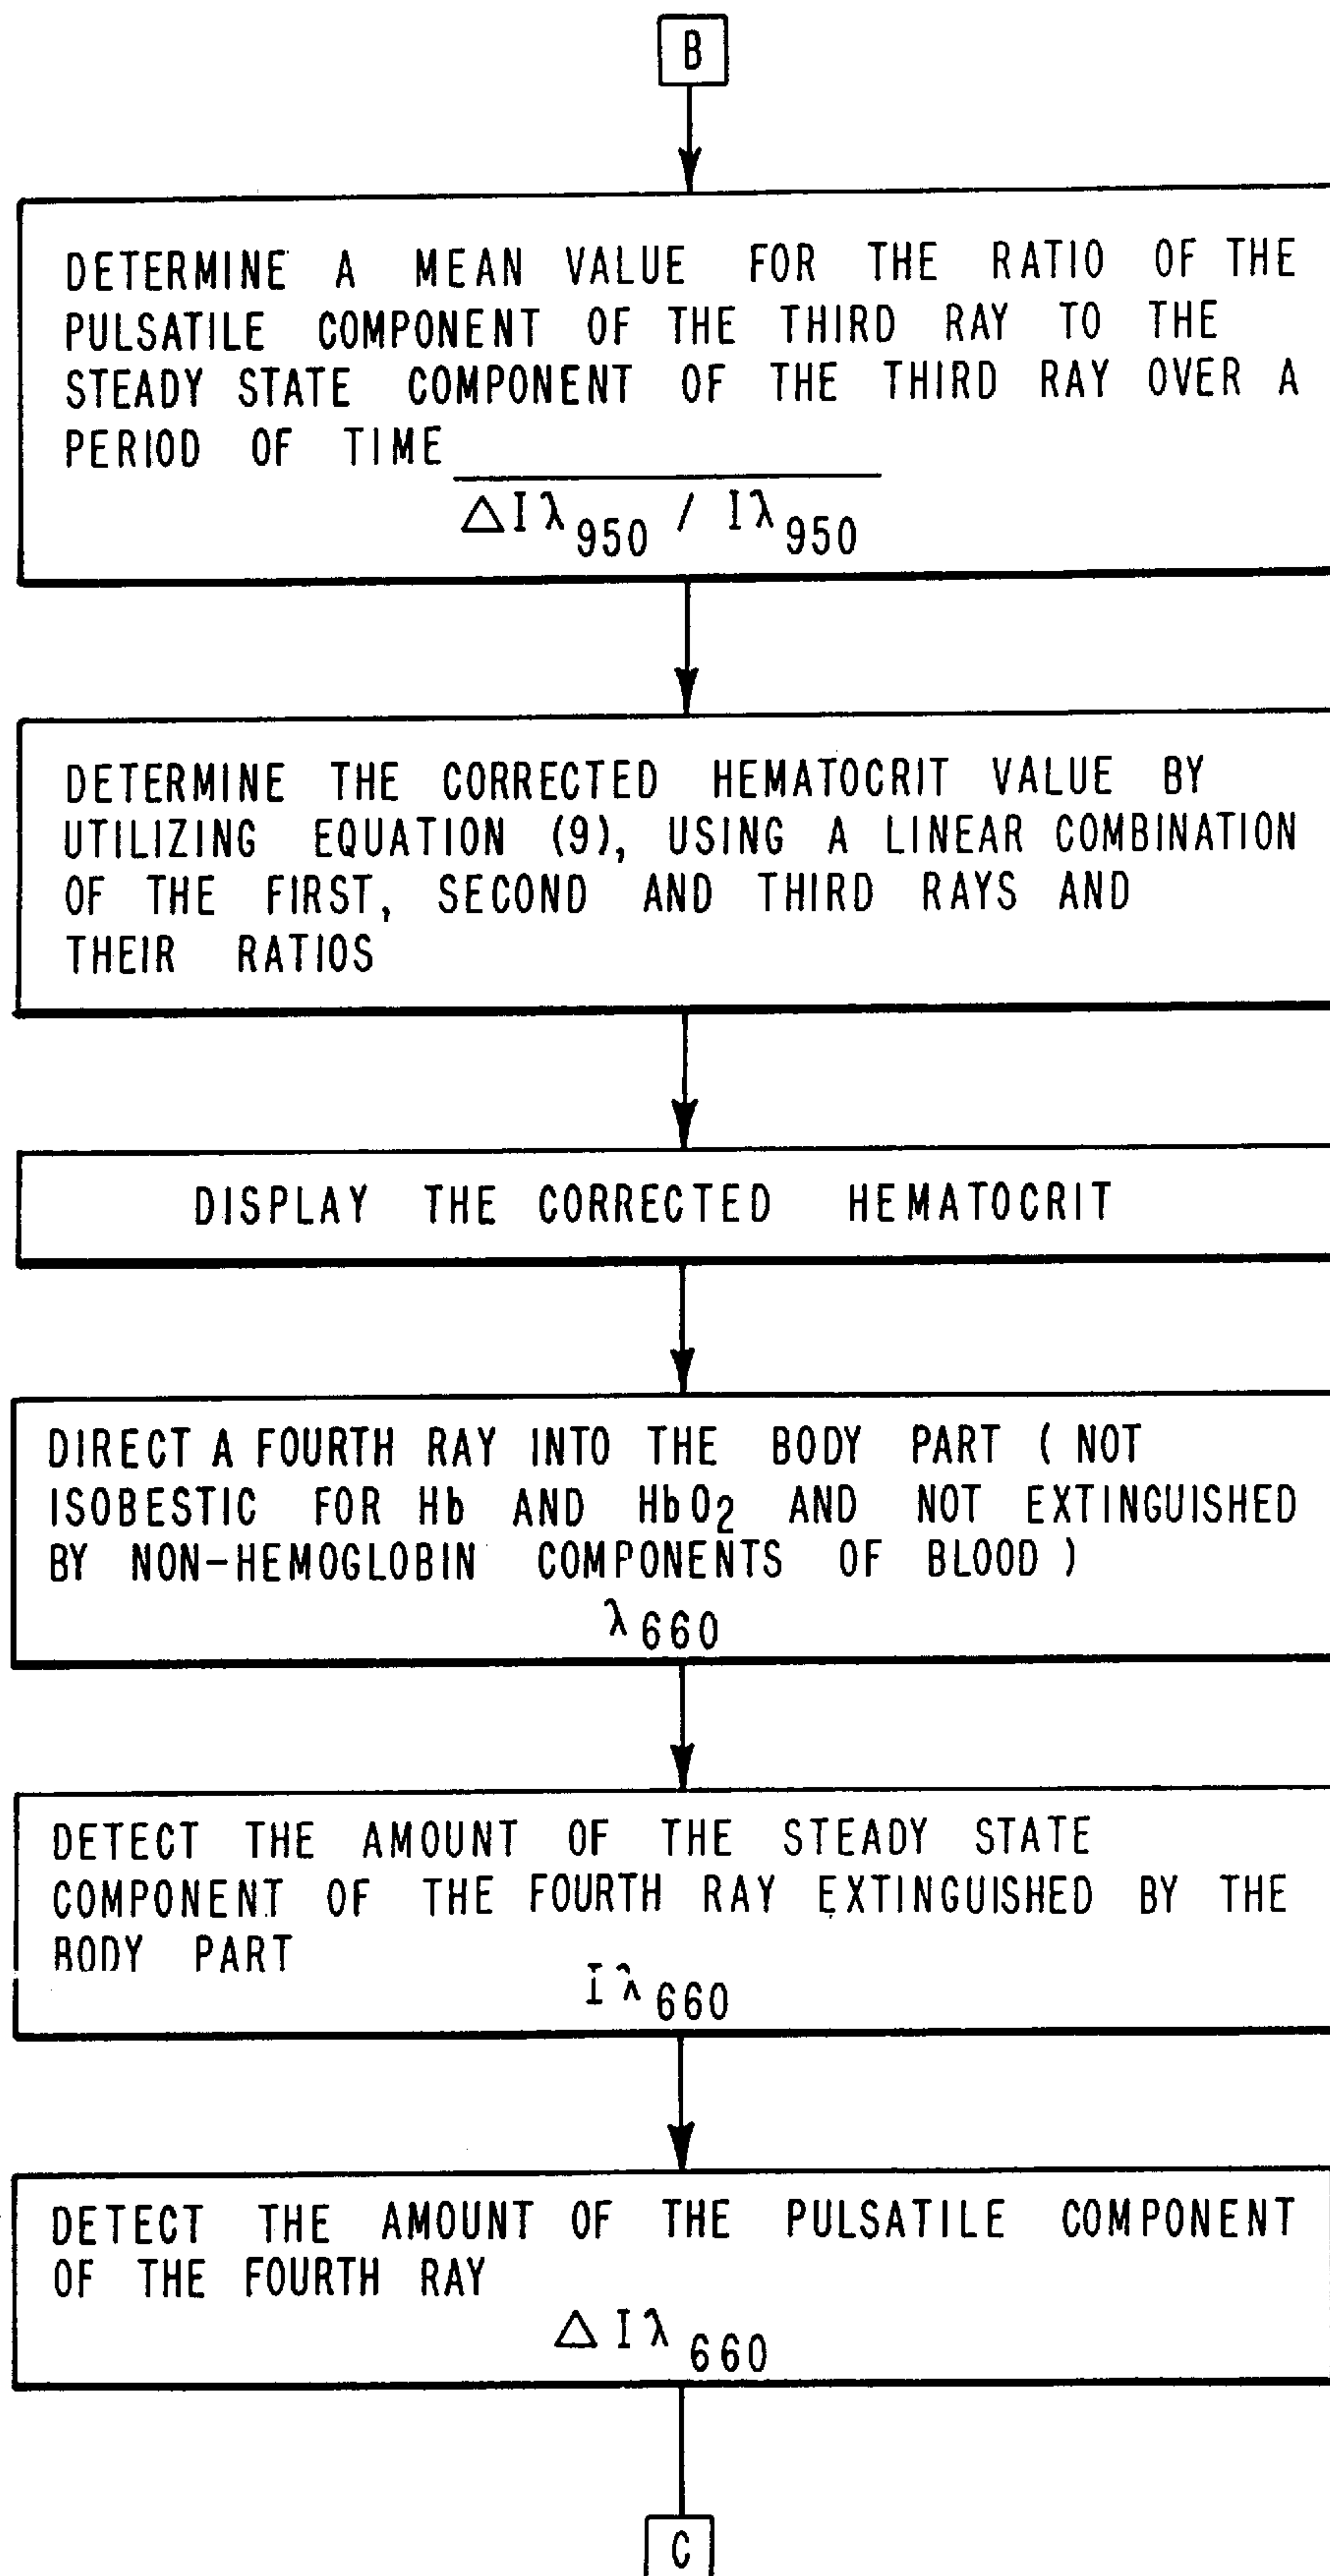 B
DETERMINE A MEAN VALUE FOR THE RATIO OF THE
PULSATILE COMPONENT OF THE THIRD RAY TO THE
STEADY STATE COMPONENT OF THE THIRD RAY OVER A
PERIOD OF TIME
ΔIλ950 / Iλ950
DETERMINE THE CORRECTED HEMATOCRIT VALUE BY
UTILIZING EQUATION (9), USING A LINEAR COMBINATION
OF THE FIRST, SECOND AND THIRD RAYS AND
THEIR RATIOS
DISPLAY THE CORRECTED HEMATOCRIT
DIRECT A FOURTH RAY INTO THE BODY PART ( NOT
ISOBESTIC FOR Hb AND HbO2 AND NOT EXTINGUISHED
BY NON-HEMOGLOBIN COMPONENTS OF BLOOD )
λ660
DETECT THE AMOUNT OF THE STEADY STATE
COMPONENT OF THE FOURTH RAY EXTINGUISHED BY THE
BODY PART
Iλ660
DETECT THE AMOUNT OF THE PULSATILE COMPONENT
OF THE FOURTH RAY
ΔIλ660
C